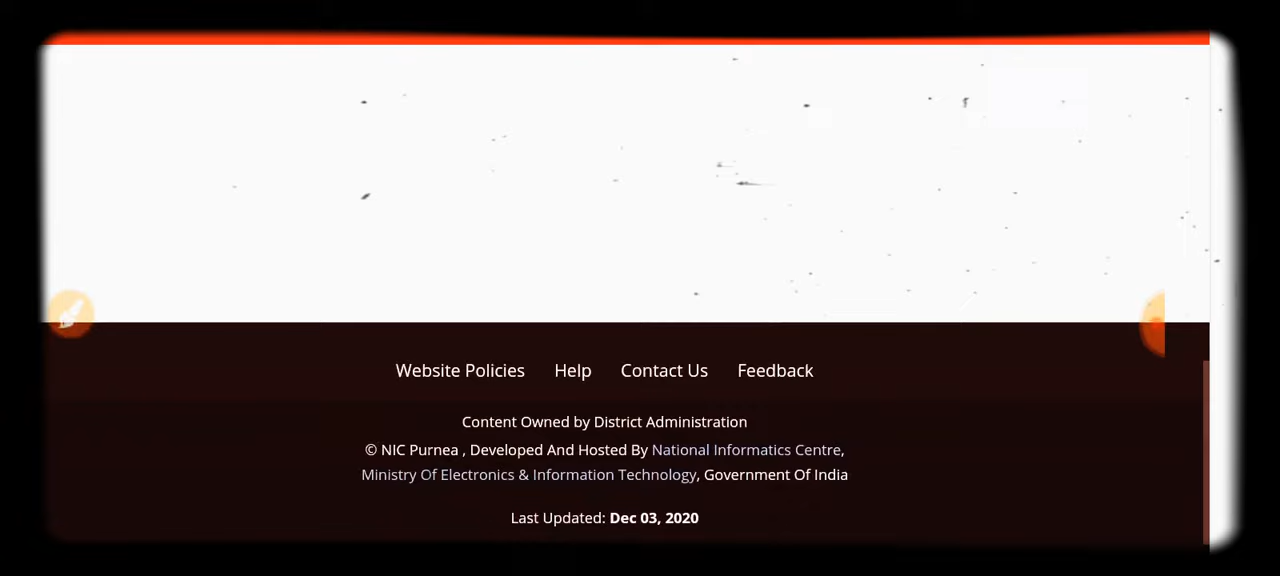 Website Policies Help Contact Us Feedback
Content Owned by District Administration
© NIC Purnea , Developed And Hosted By National Informatics Centre,
Ministry Of Electronics & Information Technology, Government Of India
Last Updated: Dec 03, 2020